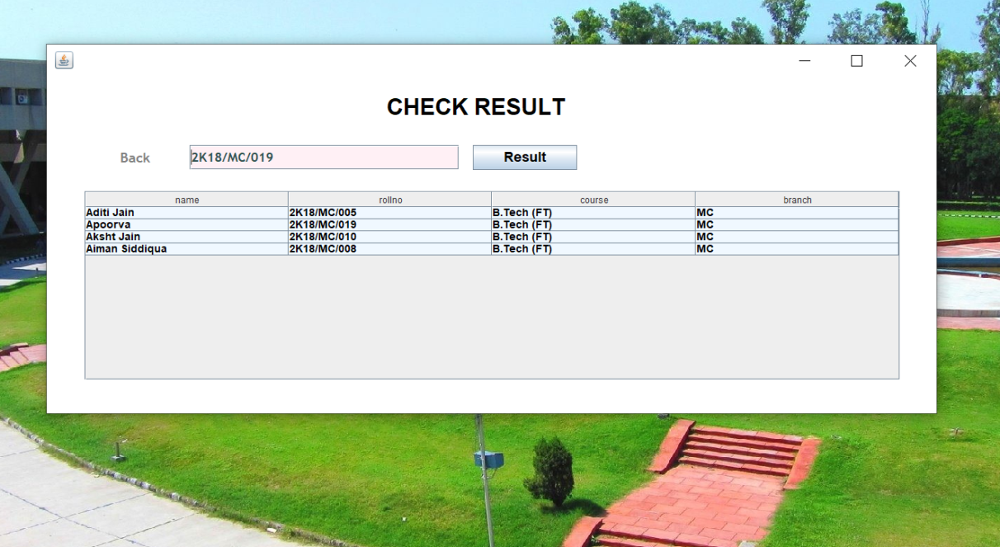 CHECK RESULT
Back 2K18/MC/019 Result
name rollno course branch
Aditi Jain 2K18/MC/005 B.Tech (FT) MC
Apoorva 2K18/MC/019 B.Tech (FT) MC
Aksht Jain 2K18/MC/010 B.Tech (FT) MC
Aiman Siddiqua 2K18/MC/008 B.Tech (FT) MC